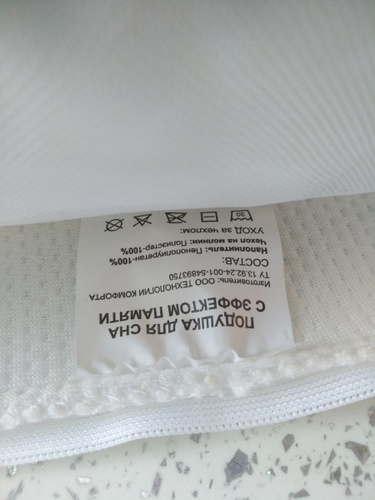 ПОДУШКА ДЛЯ СНА
С ЭФФЕКТОМ ПАМЯТИ
Изготовитель: ООО ТЕХНОЛОГИИ КОМФОРТА
ТУ 13.92.24-001-54893750
СОСТАВ:
Наполнитель: Пенополиуретан-100%
Чехол на молнии: Полиэстер-100%
УХОД за чехлом:
30